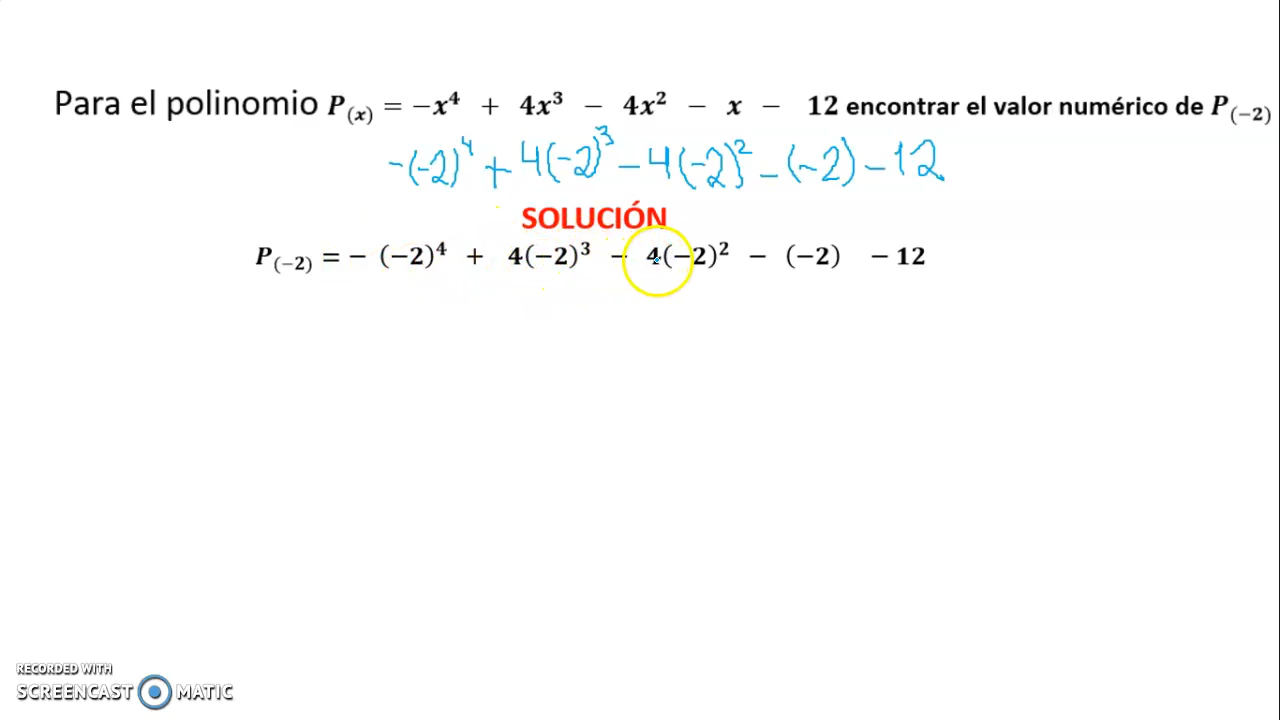 Para el polinomio P(x) = −x⁴ + 4x³ − 4x² − x − 12 encontrar el valor numérico de P(−2)
-(-2)⁴ + 4(-2)³ - 4(-2)² - (-2) - 12
SOLUCIÓN
P(−2) = − (−2)⁴ + 4(−2)³ − 4(−2)² − (−2) − 12
RECORDED WITH
SCREENCAST MATIC